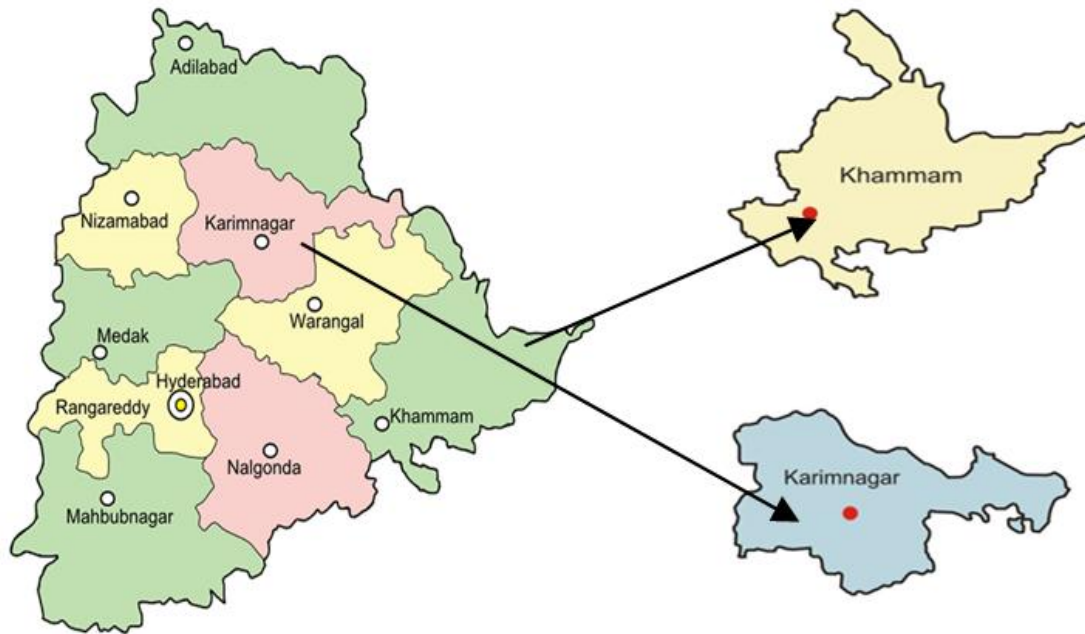 Adilabad
Nizamabad
Karimnagar
Warangal
Medak
Hyderabad
Rangareddy
Khammam
Nalgonda
Mahbubnagar
Khammam
Karimnagar